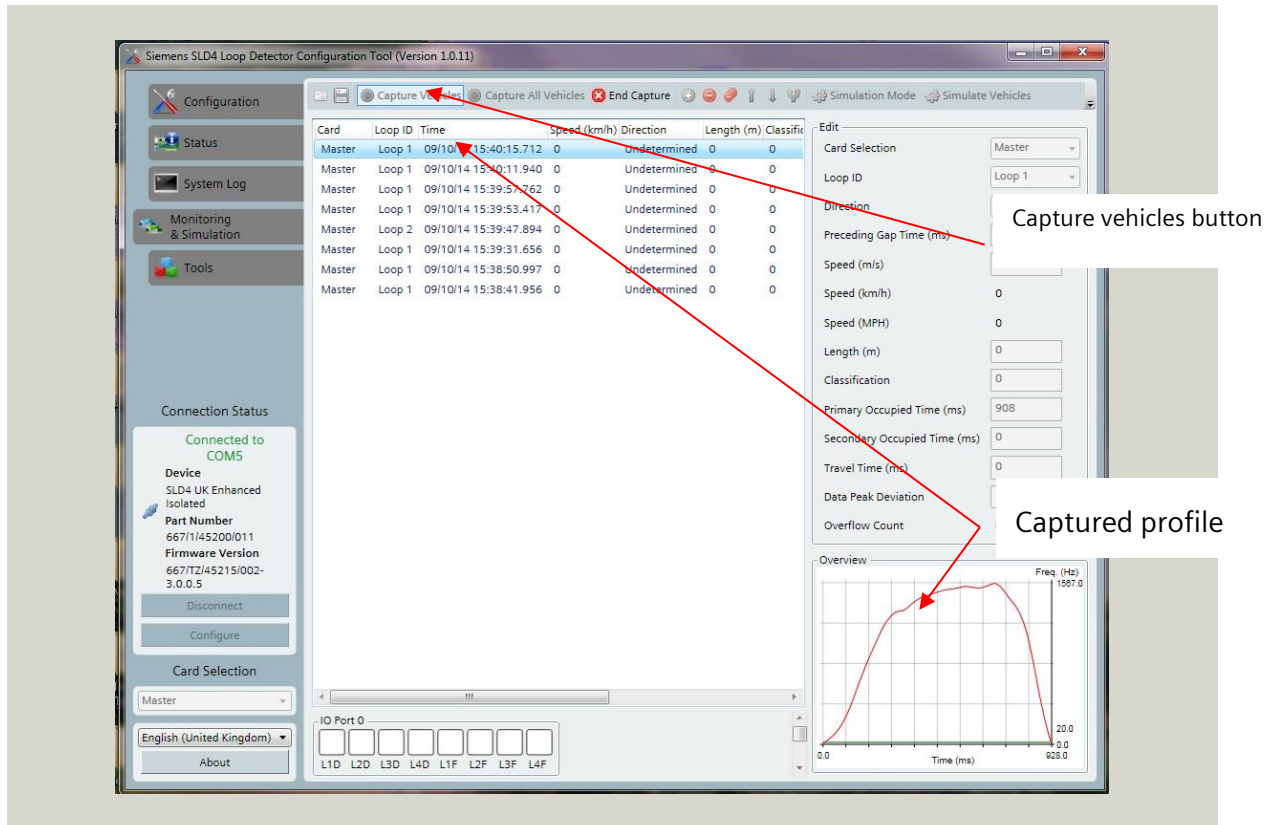 Siemens SLD4 Loop Detector Configuration Tool (Version 1.0.11)
Configuration
Status
System Log
Monitoring
& Simulation
Tools
Connection Status
Connected to
COM5
Device
SLD4 UK Enhanced
Isolated
Part Number
667/1/45200/011
Firmware Version
667/TZ/45215/002-
3.0.0.5
Disconnect
Configure
Card Selection
Master
English (United Kingdom)
About
Capture Vehicles Capture All Vehicles End Capture Simulation Mode Simulate Vehicles
Card Loop ID Time Speed (km/h) Direction Length (m) Classific
Master Loop 1 09/10/14 15:40:15.712 0 Undetermined 0 0
Master Loop 1 09/10/14 15:40:11.940 0 Undetermined 0 0
Master Loop 1 09/10/14 15:39:57.762 0 Undetermined 0 0
Master Loop 1 09/10/14 15:39:53.417 0 Undetermined 0 0
Master Loop 2 09/10/14 15:39:47.894 0 Undetermined 0 0
Master Loop 1 09/10/14 15:39:31.656 0 Undetermined 0 0
Master Loop 1 09/10/14 15:38:50.997 0 Undetermined 0 0
Master Loop 1 09/10/14 15:38:41.956 0 Undetermined 0 0
IO Port 0
L1D L2D L3D L4D L1F L2F L3F L4F
Edit
Card Selection Master
Loop ID Loop 1
Direction
Preceding Gap Time (ms)
Speed (m/s)
Speed (km/h) 0
Speed (MPH) 0
Length (m) 0
Classification 0
Primary Occupied Time (ms) 908
Secondary Occupied Time (ms) 0
Travel Time (ms) 0
Data Peak Deviation
Overflow Count
Overview
Freq. (Hz)
1567.0
20.0
0.0
0.0 Time (ms) 928.0
Capture vehicles button
Captured profile